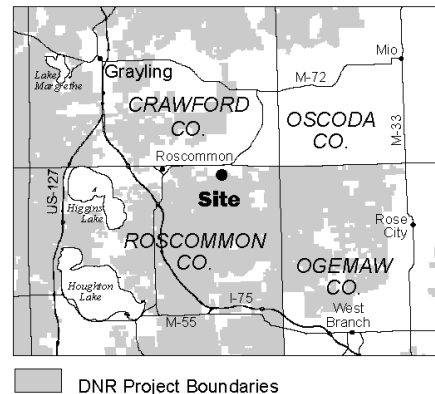 Mio
Lake
Margrethe
Grayling
M-72
CRAWFORD
CO.
OSCODA
CO.
M-33
Roscommon
Site
US-127
Higgins
Lake
ROSCOMMON
CO.
Rose
City
OGEMAW
CO.
Houghton
Lake
I-75
West
Branch
M-55
DNR Project Boundaries